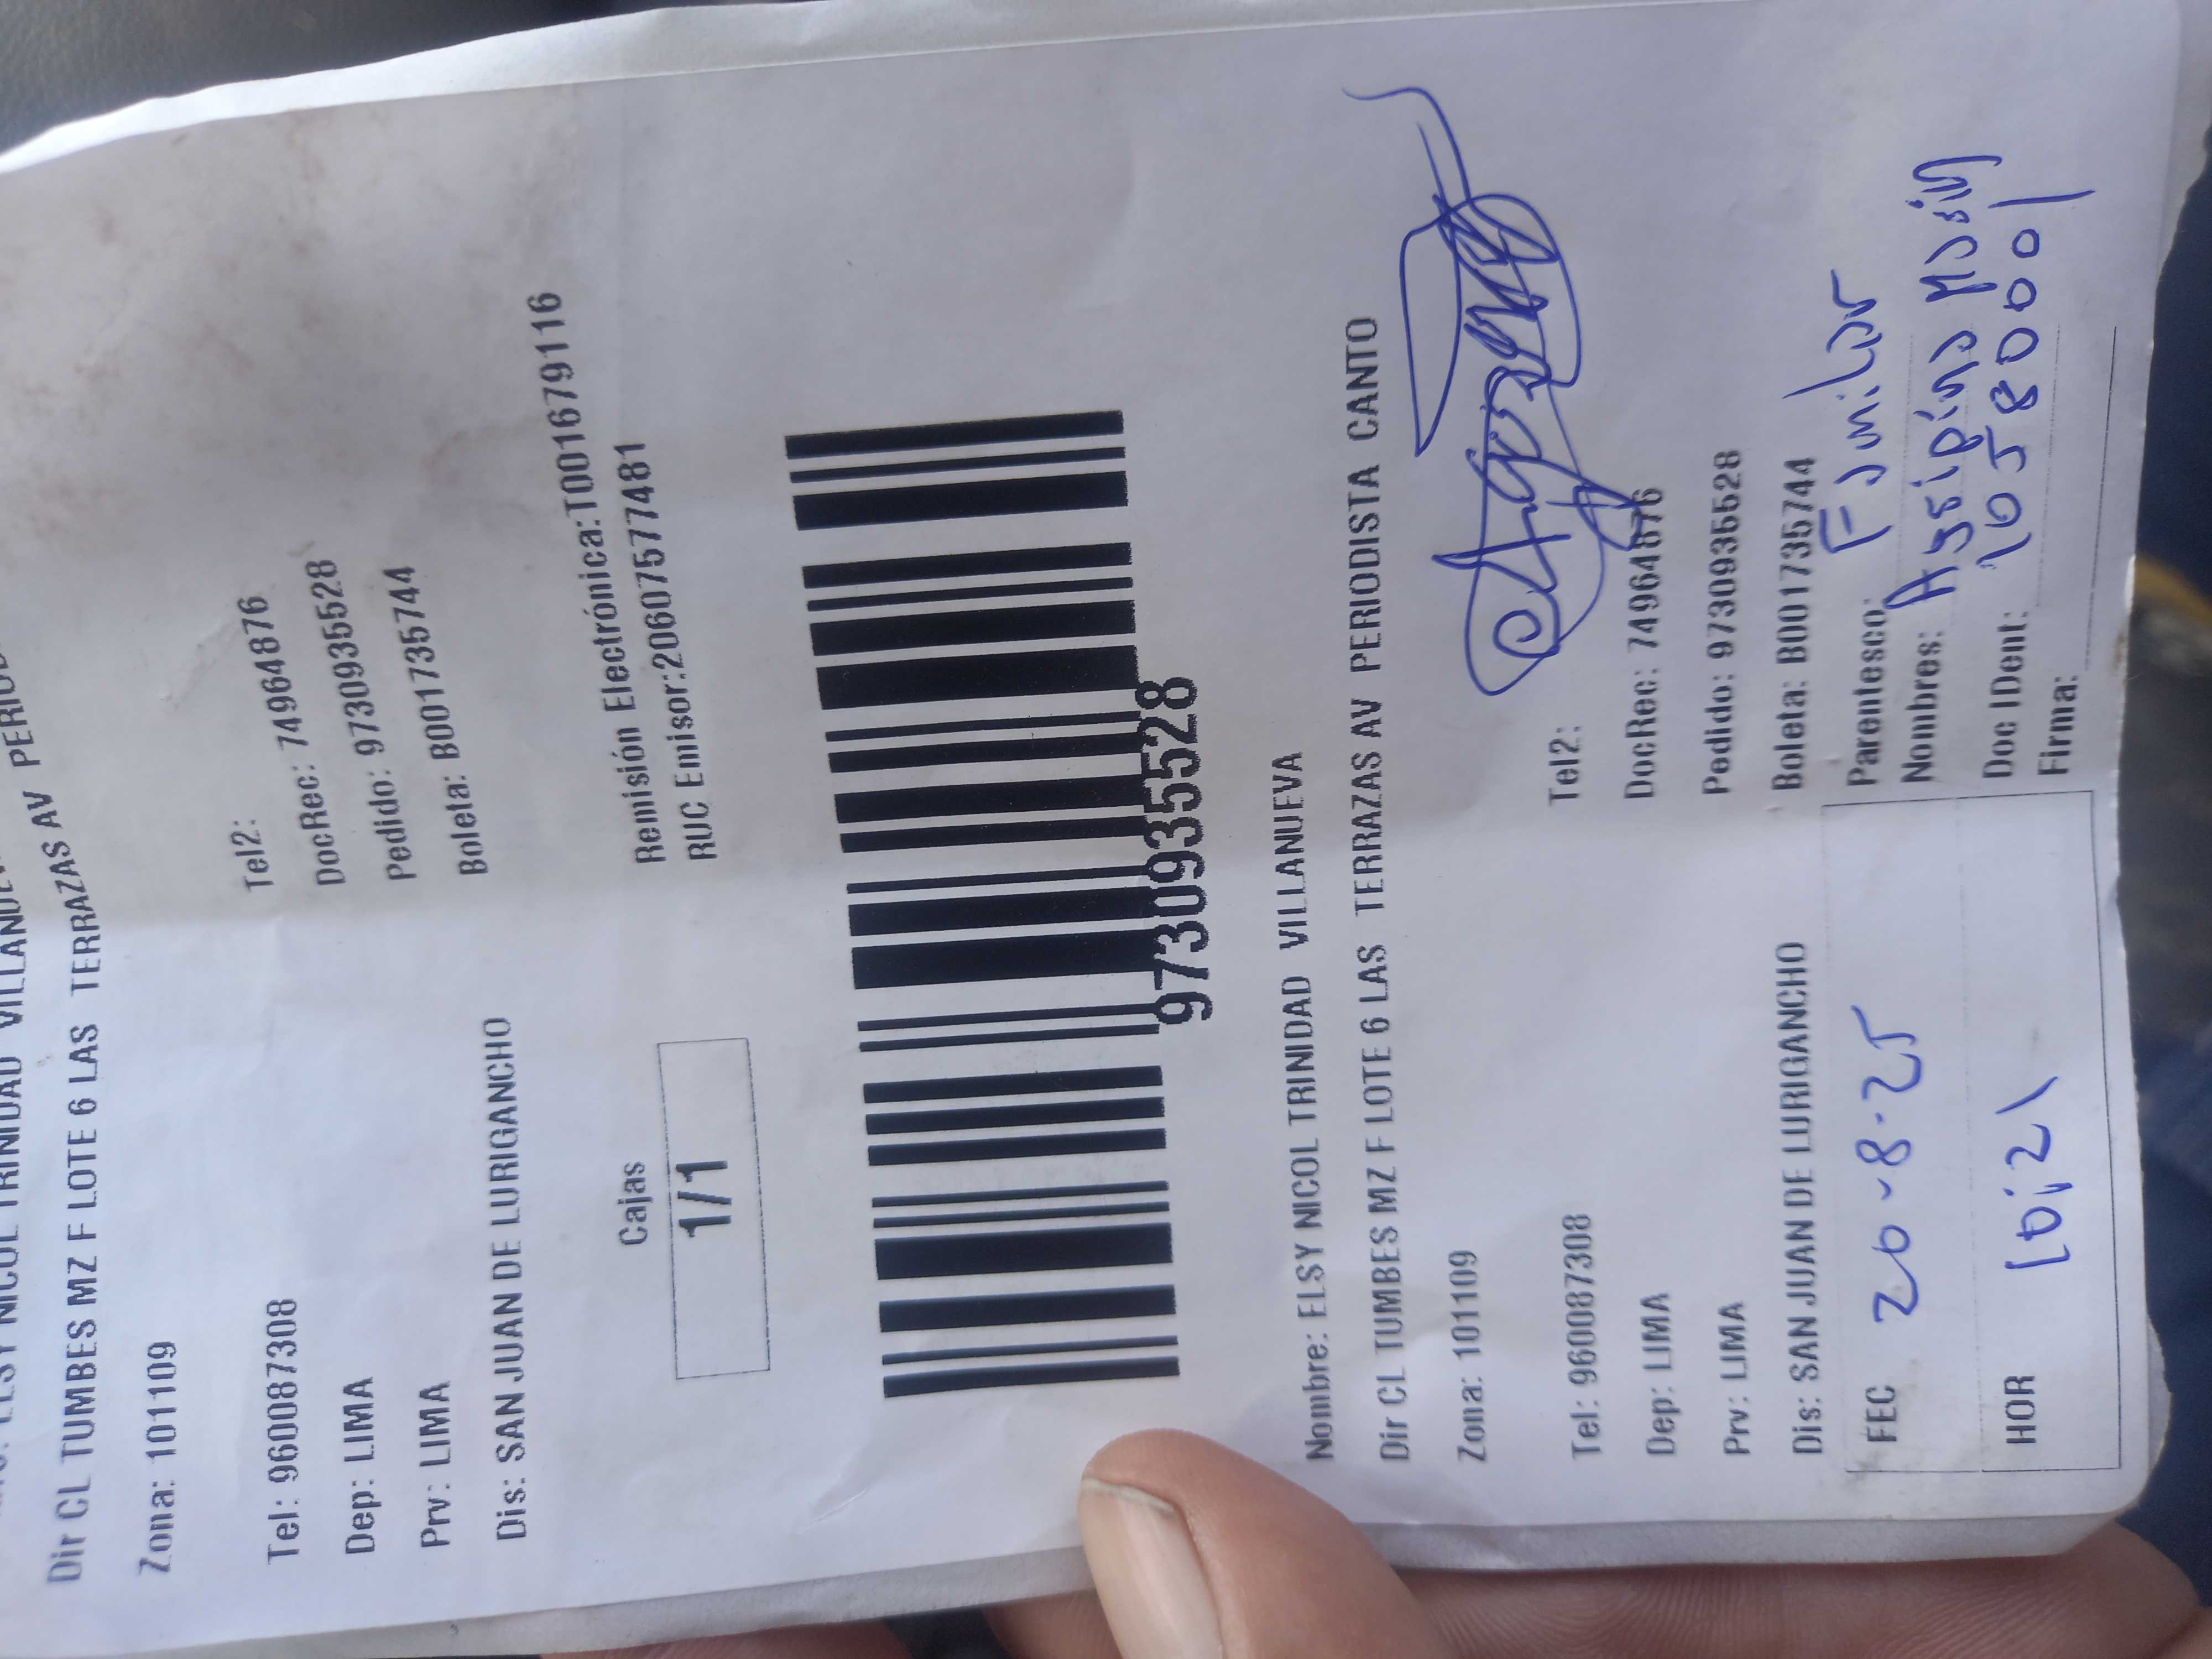 Dir CL TUMBES MZ F LOTE 6 LAS TERRAZAS AV
Zona: 101109
Tel: 960087308 Tel2:
Dep: LIMA DocRec: 74964876
Prv: LIMA Pedido: 9730935528
Dis: SAN JUAN DE LURIGANCHO Boleta: B001735744
Cajas Remisión Electrónica:T001679116
1/1 RUC Emisor:20607577481
9730935528
Nombre: ELSY NICOL TRINIDAD VILLANUEVA
Dir CL TUMBES MZ F LOTE 6 LAS TERRAZAS AV PERIODISTA CANTO
Zona: 101109
Tel: 960087308 Tel2:
Dep: LIMA DocRec: 74964876
Prv: LIMA Pedido: 9730935528
Dis: SAN JUAN DE LURIGANCHO Boleta: B001735744
FEC 20-8-25 Parentesco: Familar
Nombres: Agripina
HOR 10:21 Doc IDent: 10580001
Firma: